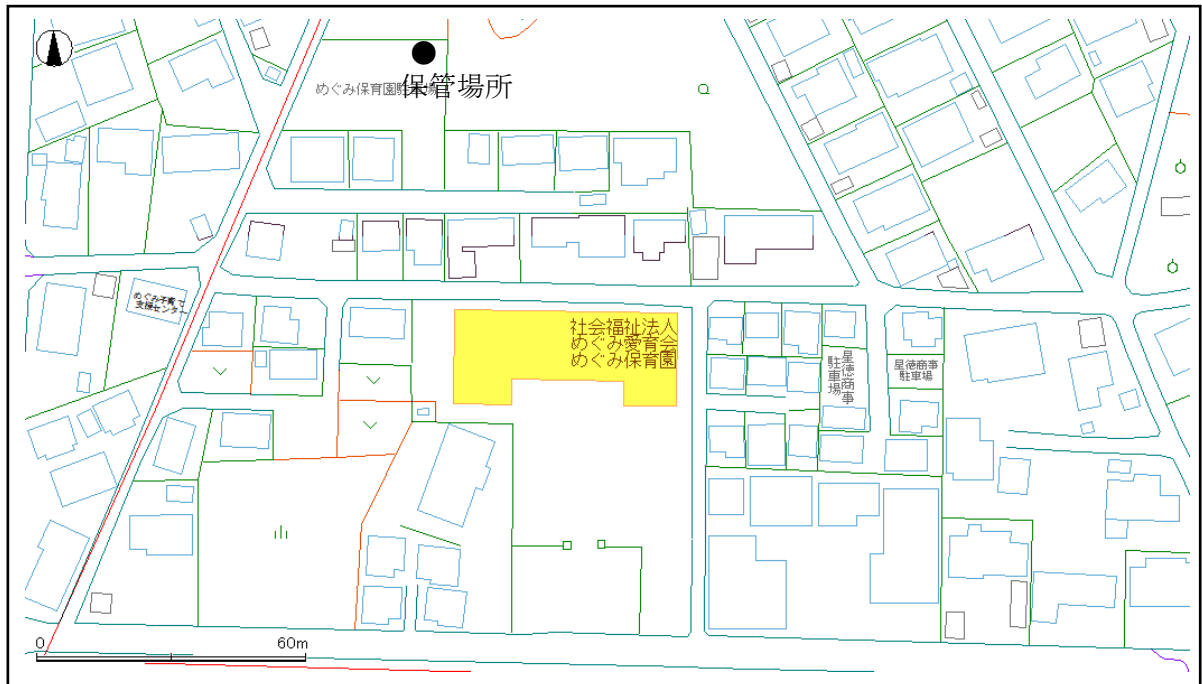 めぐみ保育園駐車場
保管場所
めぐみ子育て
支援センター
社会福祉法人
めぐみ愛育会
めぐみ保育園
星徳商事
駐車場
星徳商事
駐車場
0
60m